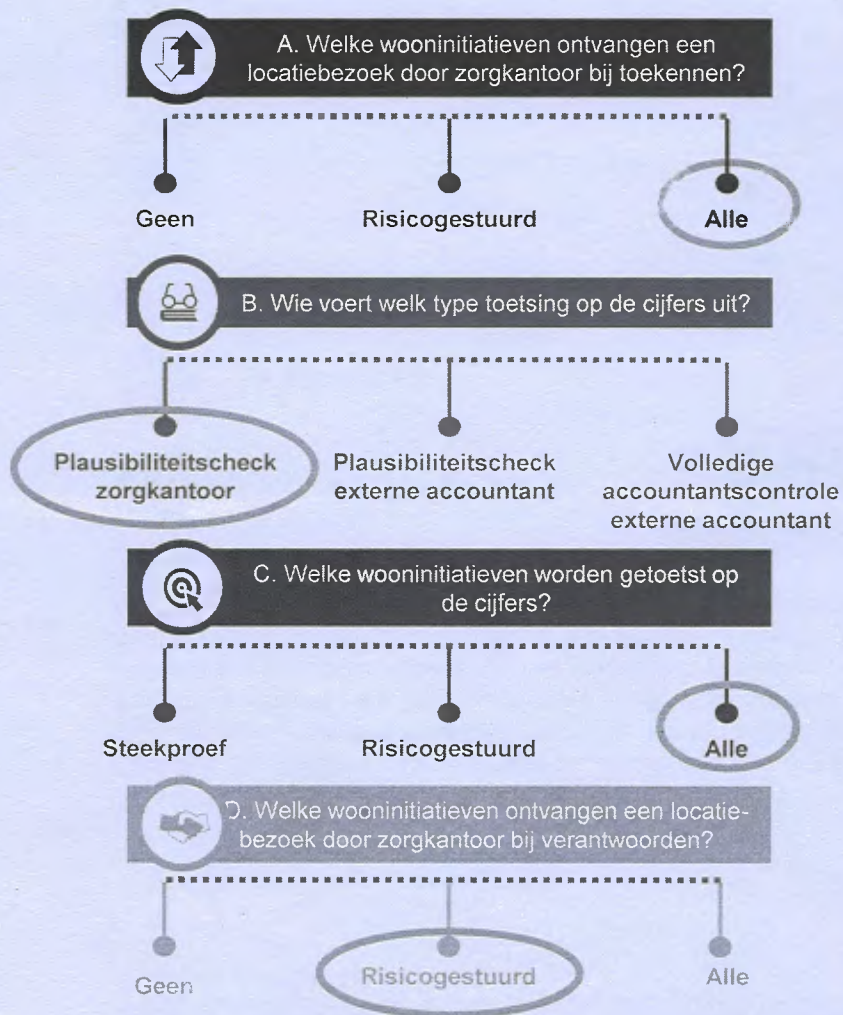 A. Welke wooninitiatieven ontvangen een
locatiebezoek door zorgkantoor bij toekennen?
Geen
Risicogestuurd
Alle
B. Wie voert welk type toetsing op de cijfers uit?
Plausibiliteitscheck
zorgkantoor
Plausibiliteitscheck
externe accountant
Volledige
accountantscontrole
externe accountant
C. Welke wooninitiatieven worden getoetst op
de cijfers?
Steekproef
Risicogestuurd
Alle
D. Welke wooninitiatieven ontvangen een locatie-
bezoek door zorgkantoor bij verantwoorden?
Geen
Risicogestuurd
Alle